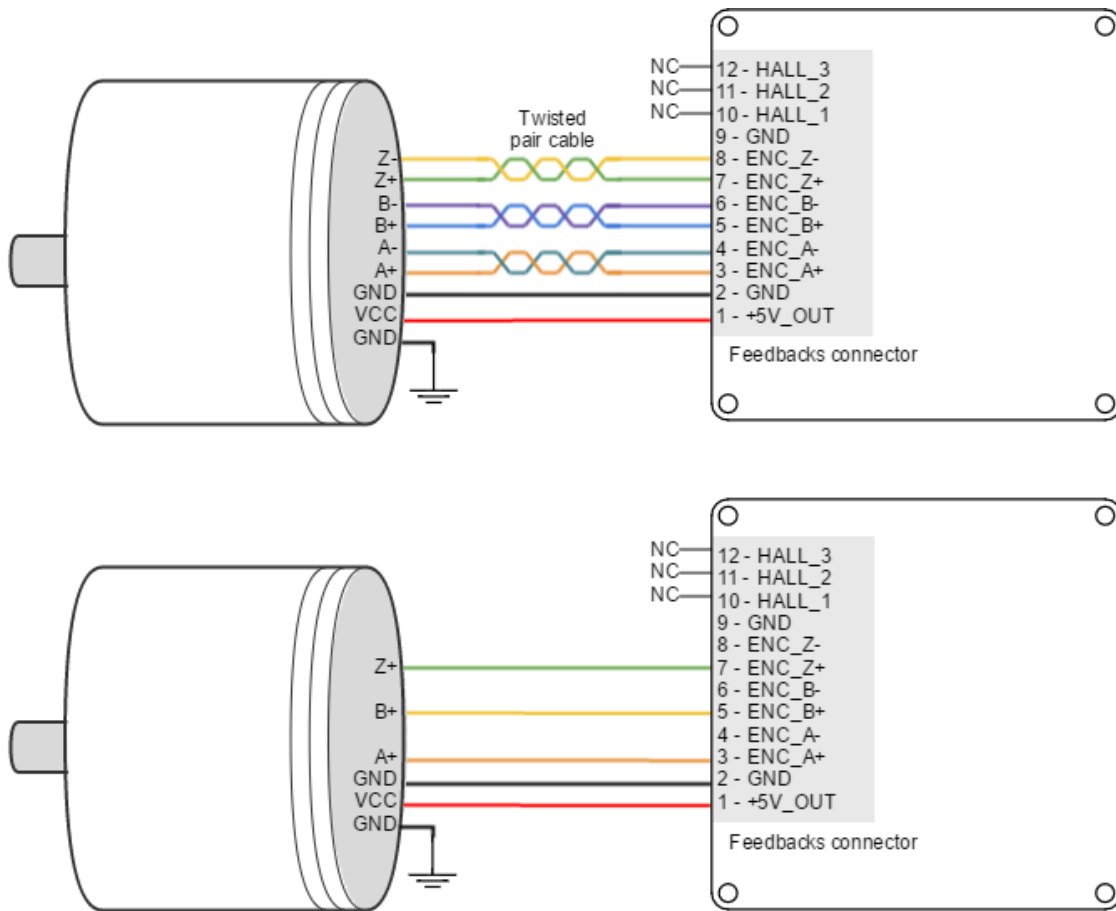 NC
12 - HALL_3
NC
11 - HALL_2
NC
10 - HALL_1
9 - GND
Twisted
pair cable
Z-
8 - ENC_Z-
Z+
7 - ENC_Z+
B-
6 - ENC_B-
B+
5 - ENC_B+
A-
4 - ENC_A-
A+
3 - ENC_A+
GND
2 - GND
VCC
1 - +5V_OUT
GND
Feedbacks connector
NC
12 - HALL_3
NC
11 - HALL_2
NC
10 - HALL_1
9 - GND
8 - ENC_Z-
Z+
7 - ENC_Z+
6 - ENC_B-
B+
5 - ENC_B+
4 - ENC_A-
A+
3 - ENC_A+
GND
2 - GND
VCC
1 - +5V_OUT
GND
Feedbacks connector